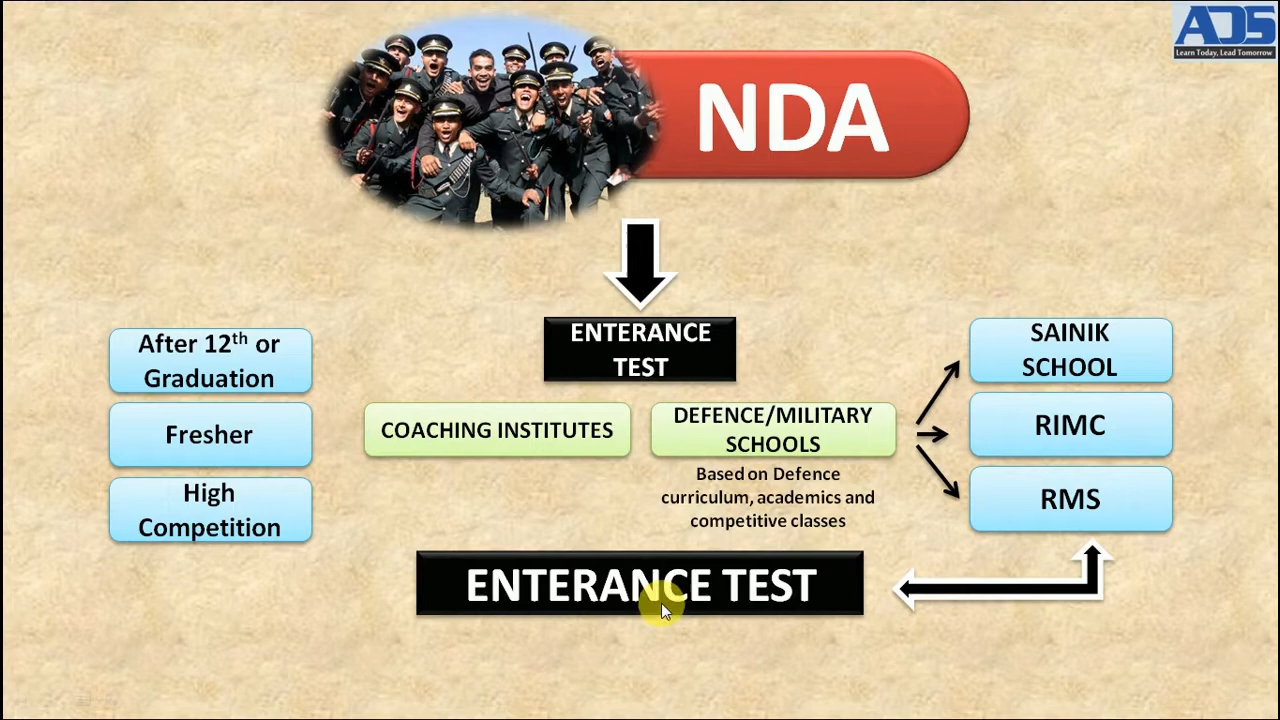 ADS
Learn Today, Lead Tomorrow
NDA
ENTERANCE
TEST
After 12th or
Graduation
Fresher
High
Competition
COACHING INSTITUTES
DEFENCE/MILITARY
SCHOOLS
Based on Defence
curriculum, academics and
competitive classes
SAINIK
SCHOOL
RIMC
RMS
ENTERANCE TEST